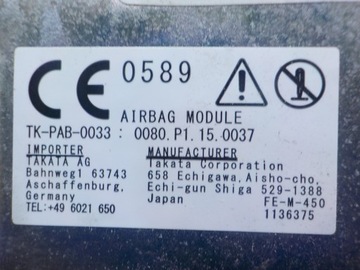 CE 0589
AIRBAG MODULE
TK-PAB-0033 : 0080.P1.15.0037
IMPORTER
TAKATA AG
Bahnweg1 63743
Aschaffenburg,
Germany
TEL:+49 6021 650
MANUFACTURER
Takata Corporation
658 Echigawa,Aisho-cho,
Echi-gun Shiga 529-1388
Japan
FE-M-450
1136375